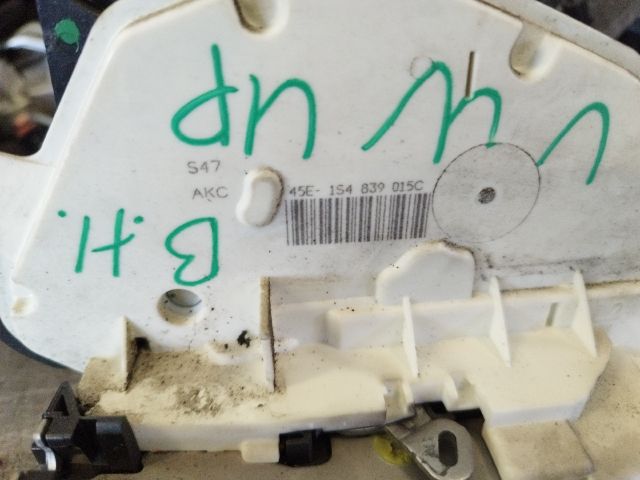 VW UP
S47
AKC
45E- 1S4 839 015C
B.H.